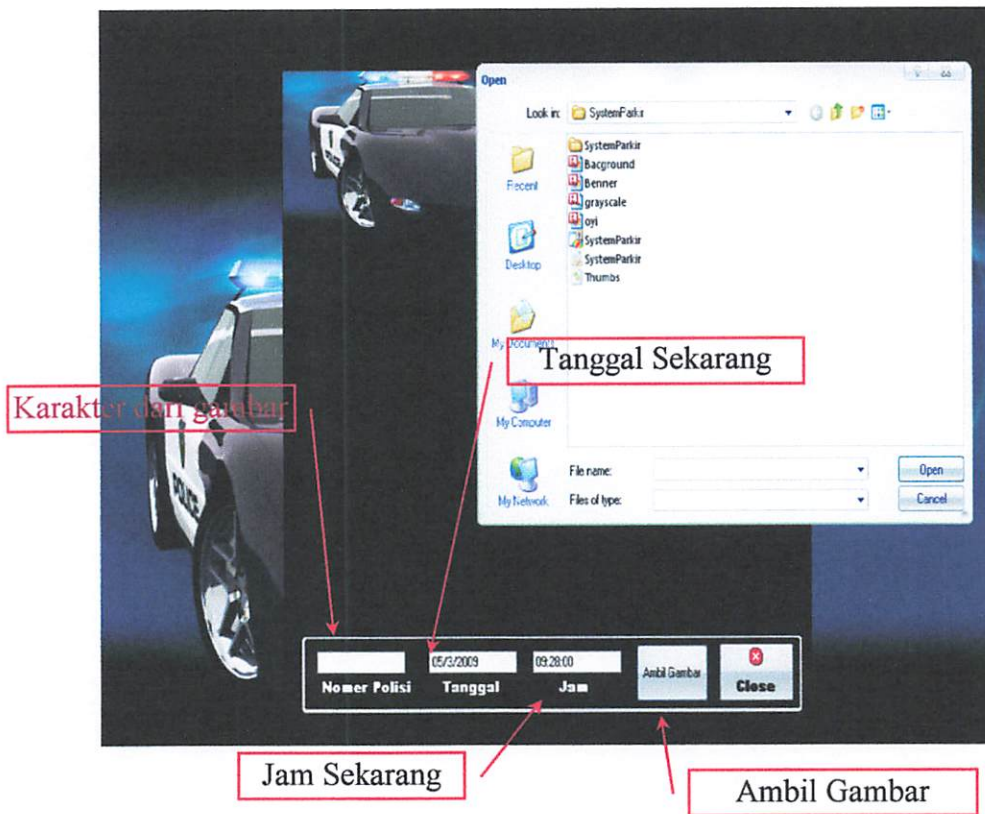 Open
Look in: SystemParkir
SystemParkir
Bacground
Benner
grayscale
oyi
SystemParkir
SystemParkir
Thumbs
Recent
Desktop
My Documents
My Computer
My Network
Tanggal Sekarang
Karakter dari gambar
File name:
Open
Files of type:
Cancel
POLICE
05/3/2009
09:28:00
Ambil Gambar
Nomer Polisi
Tanggal
Jam
Close
Jam Sekarang
Ambil Gambar